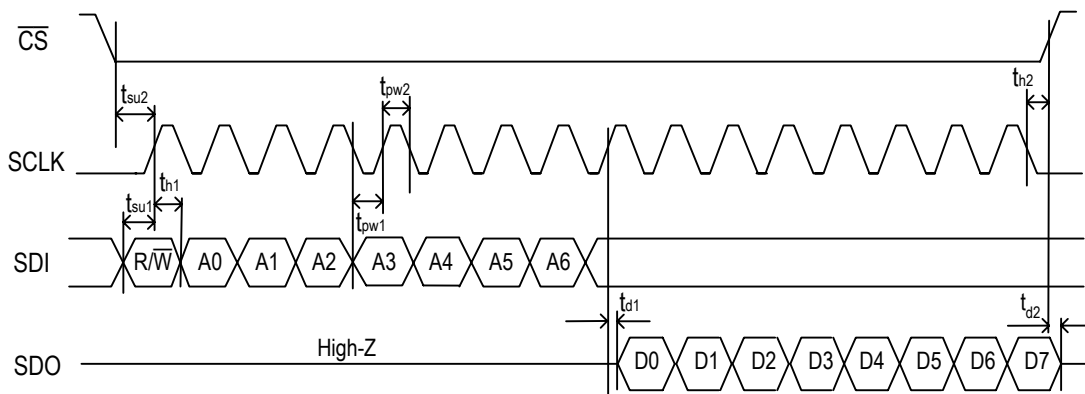 C̅S̅
tsu2
tpw2
th2
SCLK
tsu1
th1
tpw1
SDI
R/W̅ A0 A1 A2 A3 A4 A5 A6
td1
td2
High-Z
SDO
D0 D1 D2 D3 D4 D5 D6 D7